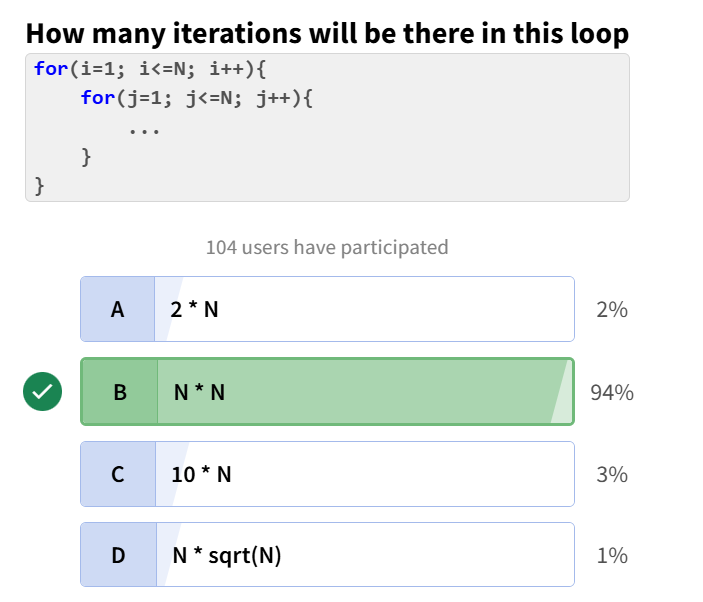 How many iterations will be there in this loop
for(i=1; i<=N; i++){
    for(j=1; j<=N; j++){
        ...
    }
}
104 users have participated
A 2 * N 2%
B N * N 94%
C 10 * N 3%
D N * sqrt(N) 1%